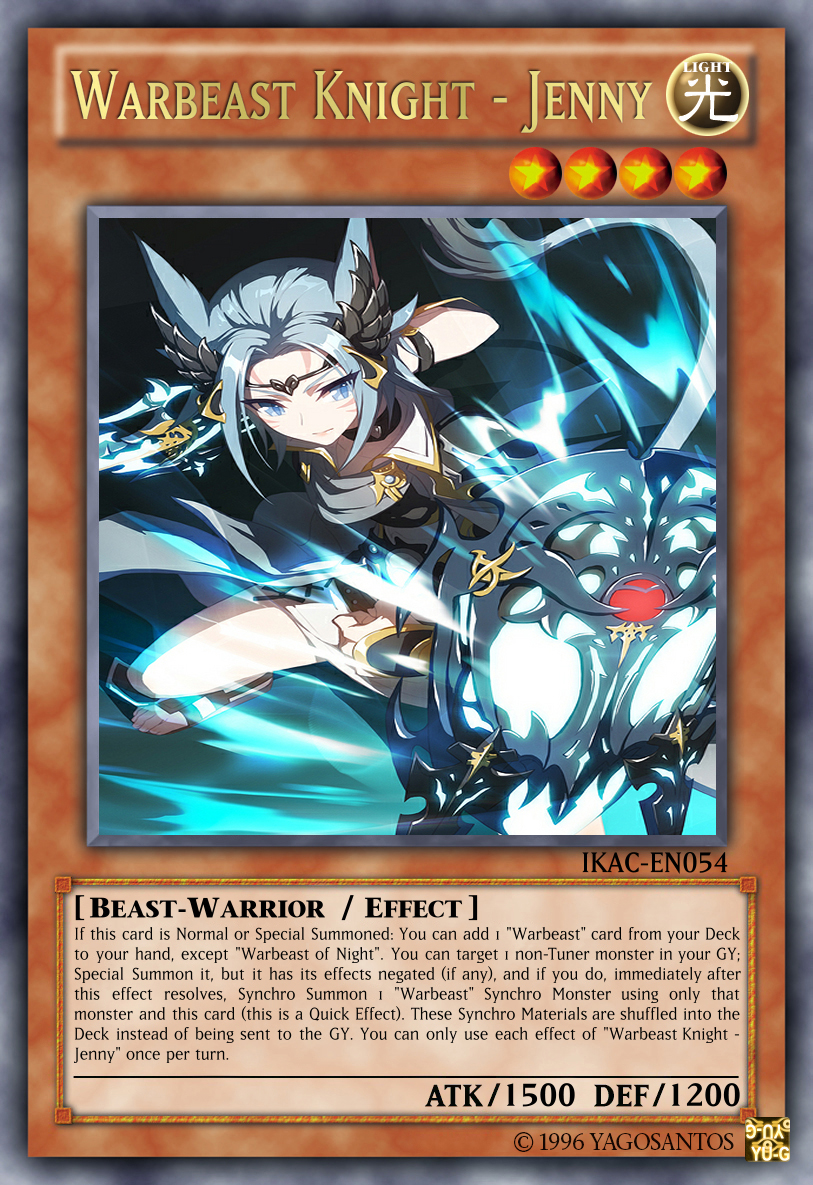 Warbeast Knight - Jenny
LIGHT
光
IKAC-EN054
[ Beast-Warrior / Effect ]
If this card is Normal or Special Summoned: You can add 1 "Warbeast" card from your Deck
to your hand, except "Warbeast of Night". You can target 1 non-Tuner monster in your GY;
Special Summon it, but it has its effects negated (if any), and if you do, immediately after
this effect resolves, Synchro Summon 1 "Warbeast" Synchro Monster using only that
monster and this card (this is a Quick Effect). These Synchro Materials are shuffled into the
Deck instead of being sent to the GY. You can only use each effect of "Warbeast Knight -
Jenny" once per turn.
ATK/1500 DEF/1200
© 1996 YAGOSANTOS